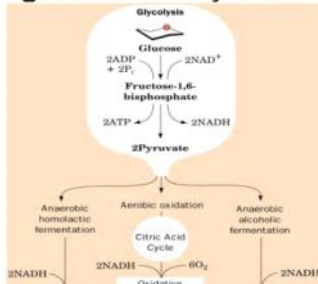 Glycolysis
Glucose
2ADP
+ 2Pi
2NAD+
Fructose-1,6-
bisphosphate
2ATP
2NADH
2Pyruvate
Anaerobic
homolactic
fermentation
Aerobic oxidation
Anaerobic
alcoholic
fermentation
Citric Acid
Cycle
2NADH
2NADH
6O2
2NADH